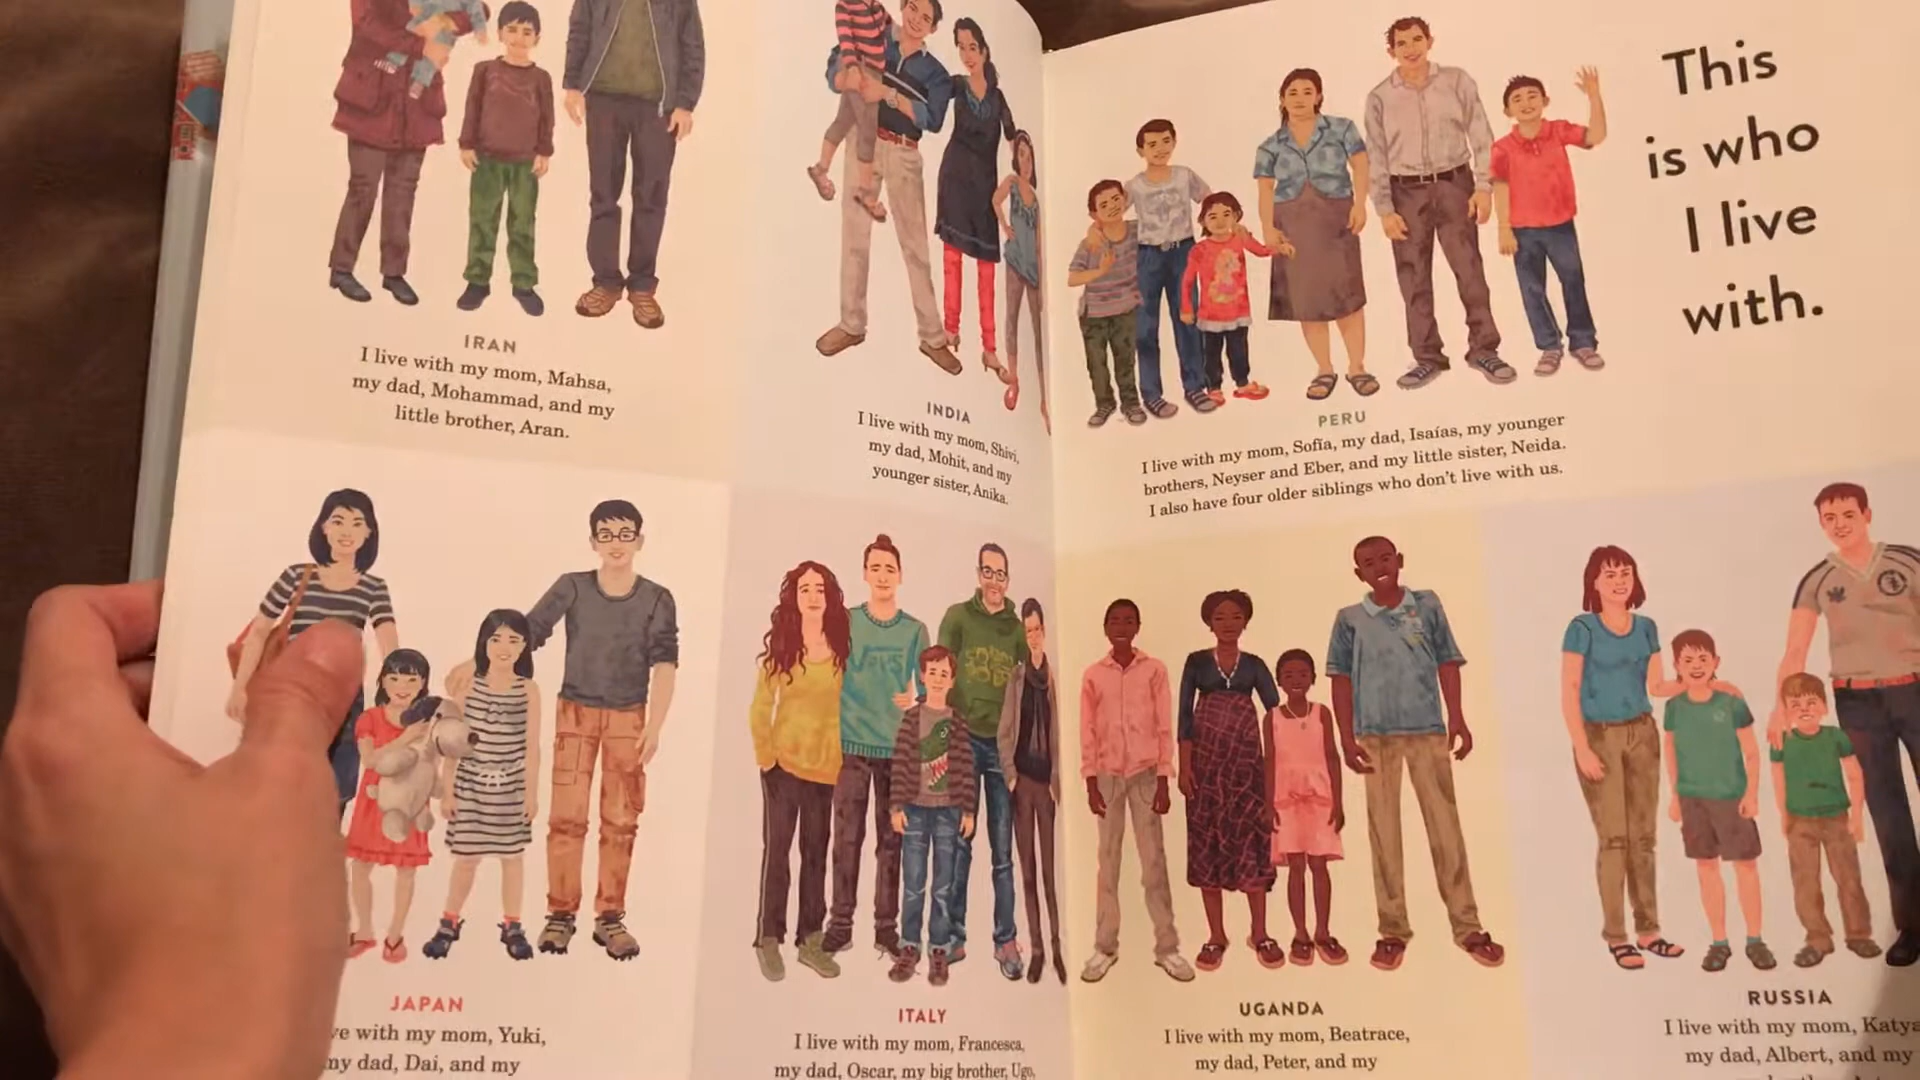 This
is who
I live
with.
IRAN
I live with my mom, Mahsa,
my dad, Mohammad, and my
little brother, Aran.
INDIA
I live with my mom, Shivi,
my dad, Mohit, and my
younger sister, Anika.
PERU
I live with my mom, Sofía, my dad, Isaías, my younger
brothers, Neyser and Eber, and my little sister, Neida.
I also have four older siblings who don't live with us.
JAPAN
with my mom, Yuki,
my dad, Dai, and my
ITALY
I live with my mom, Francesca,
my dad, Oscar, my big brother, Ugo,
UGANDA
I live with my mom, Beatrace,
my dad, Peter, and my
RUSSIA
I live with my mom, Katya
my dad, Albert, and my